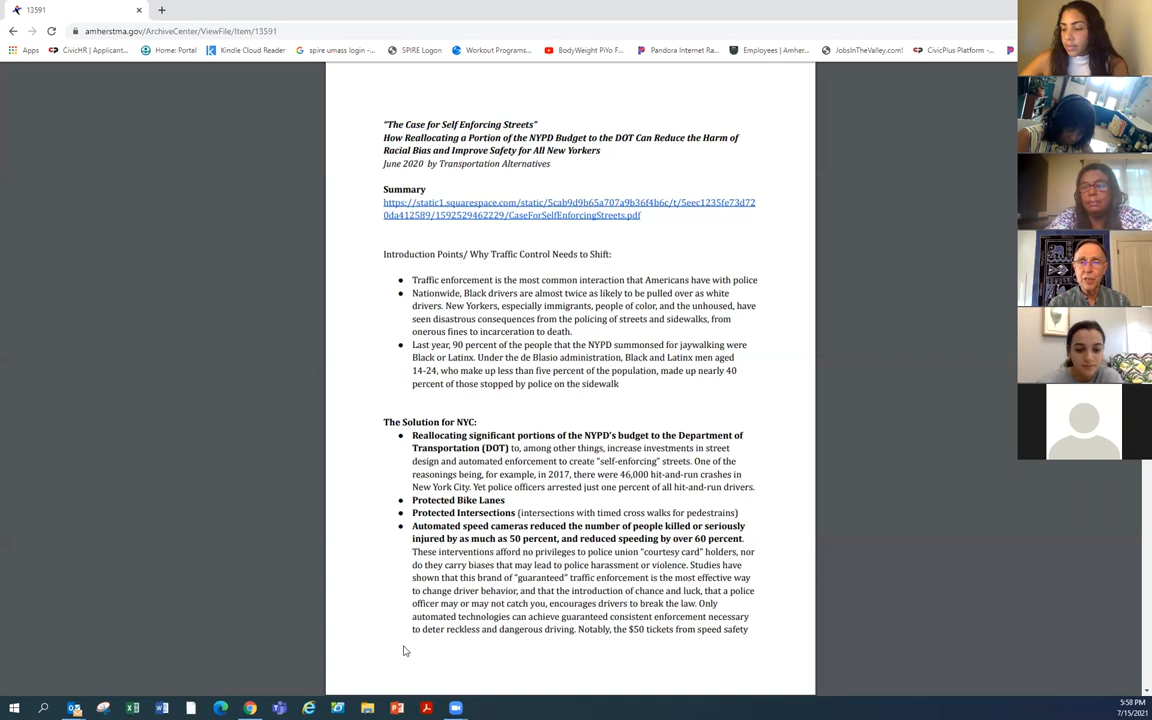 13591
amherstma.gov/ArchiveCenter/ViewFile/Item/13591
Apps
CivicHR | Applicant...
Home: Portal
Kindle Cloud Reader
spire umass login -...
SPIRE Logon
Workout Programs...
BodyWeight PiYo F...
Pandora Internet Ra...
Employees | Amher...
JobsInTheValley.com!
CivicPlus Platform -...
"The Case for Self Enforcing Streets"
How Reallocating a Portion of the NYPD Budget to the DOT Can Reduce the Harm of
Racial Bias and Improve Safety for All New Yorkers
June 2020 by Transportation Alternatives
Summary
https://static1.squarespace.com/static/5cab9d9b65a707a9b36f4b6c/t/5eec1235fe73d72
0da412589/1592529462229/CaseForSelfEnforcingStreets.pdf
Introduction Points/ Why Traffic Control Needs to Shift:
● Traffic enforcement is the most common interaction that Americans have with police
● Nationwide, Black drivers are almost twice as likely to be pulled over as white
drivers. New Yorkers, especially immigrants, people of color, and the unhoused, have
seen disastrous consequences from the policing of streets and sidewalks, from
onerous fines to incarceration to death.
● Last year, 90 percent of the people that the NYPD summonsed for jaywalking were
Black or Latinx. Under the de Blasio administration, Black and Latinx men aged
14-24, who make up less than five percent of the population, made up nearly 40
percent of those stopped by police on the sidewalk
The Solution for NYC:
● Reallocating significant portions of the NYPD's budget to the Department of
Transportation (DOT) to, among other things, increase investments in street
design and automated enforcement to create "self-enforcing" streets. One of the
reasonings being, for example, in 2017, there were 46,000 hit-and-run crashes in
New York City. Yet police officers arrested just one percent of all hit-and-run drivers.
● Protected Bike Lanes
● Protected Intersections (intersections with timed cross walks for pedestrians)
● Automated speed cameras reduced the number of people killed or seriously
injured by as much as 50 percent, and reduced speeding by over 60 percent.
These interventions afford no privileges to police union "courtesy card" holders, nor
do they carry biases that may lead to police harassment or violence. Studies have
shown that this brand of "guaranteed" traffic enforcement is the most effective way
to change driver behavior, and that the introduction of chance and luck, that a police
officer may or may not catch you, encourages drivers to break the law. Only
automated technologies can achieve guaranteed consistent enforcement necessary
to deter reckless and dangerous driving. Notably, the $50 tickets from speed safety
5:58 PM
7/15/2021